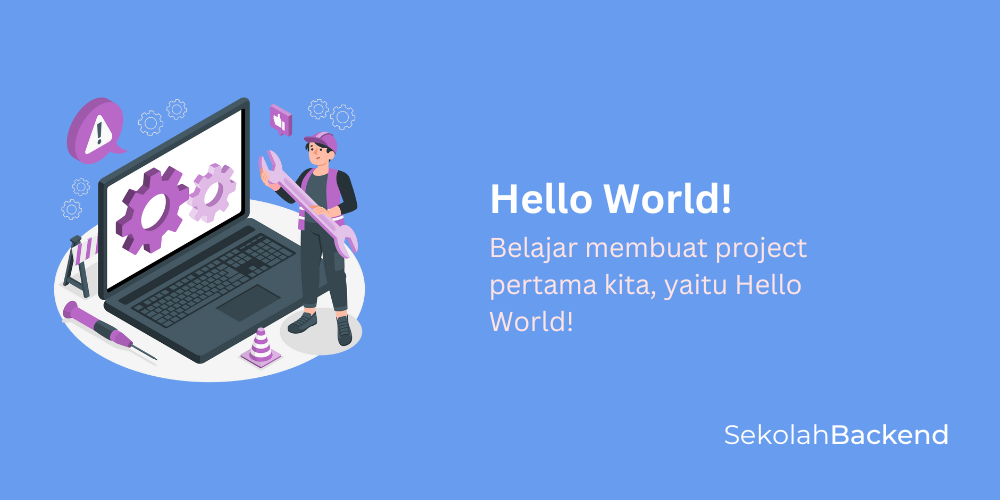 Hello World!
Belajar membuat project
pertama kita, yaitu Hello
World!
SekolahBackend